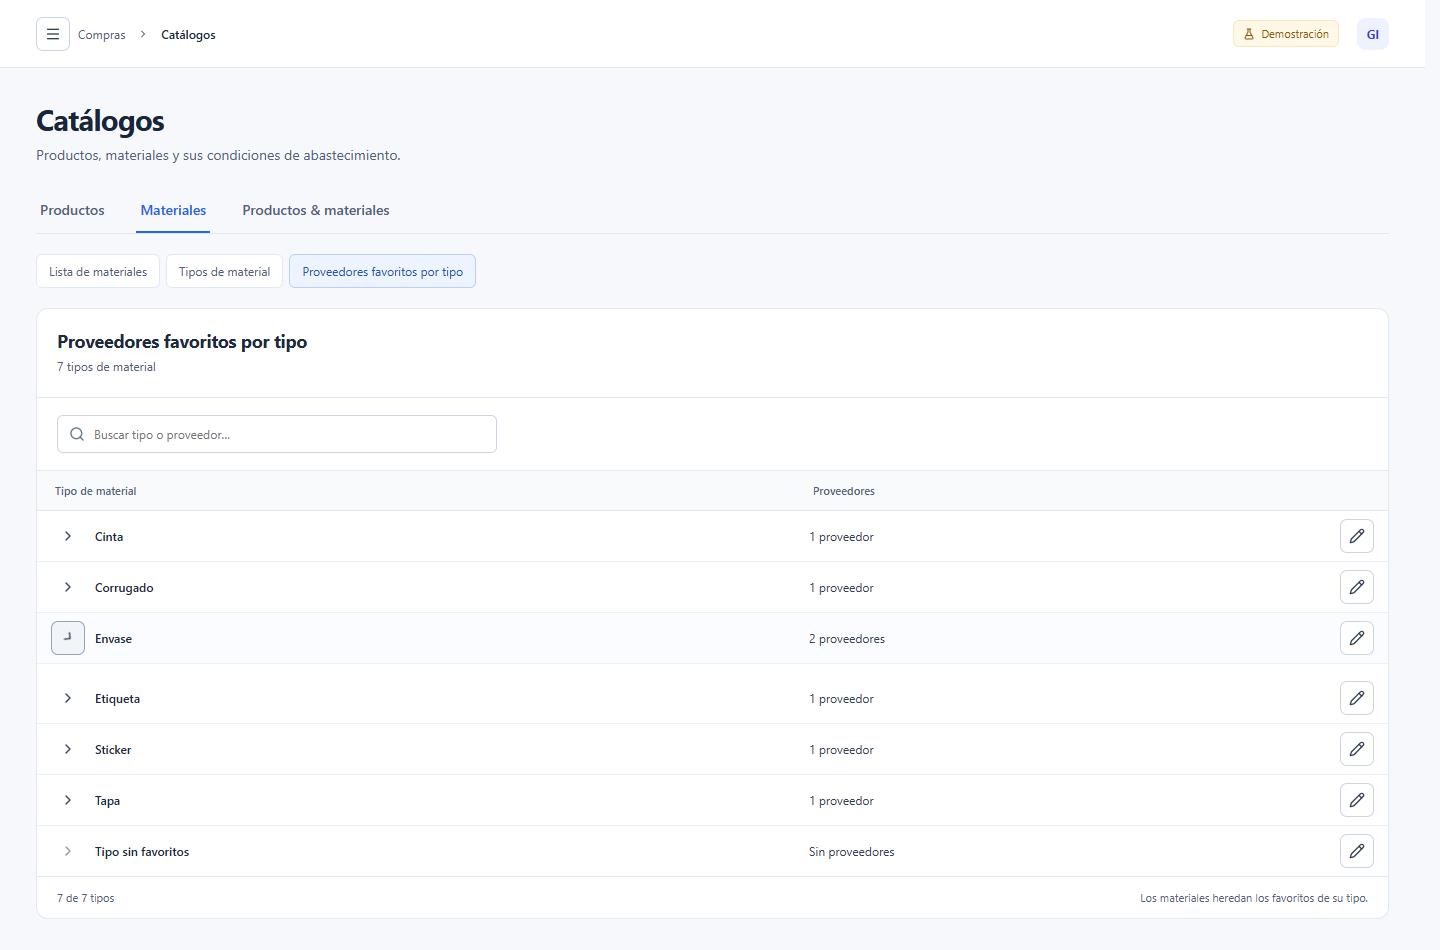 Compras > Catálogos
Demostración
GI
Catálogos
Productos, materiales y sus condiciones de abastecimiento.
Productos
Materiales
Productos & materiales
Lista de materiales
Tipos de material
Proveedores favoritos por tipo
Proveedores favoritos por tipo
7 tipos de material
Buscar tipo o proveedor...
Tipo de material
Proveedores
Cinta
1 proveedor
Corrugado
1 proveedor
Envase
2 proveedores
Etiqueta
1 proveedor
Sticker
1 proveedor
Tapa
1 proveedor
Tipo sin favoritos
Sin proveedores
7 de 7 tipos
Los materiales heredan los favoritos de su tipo.